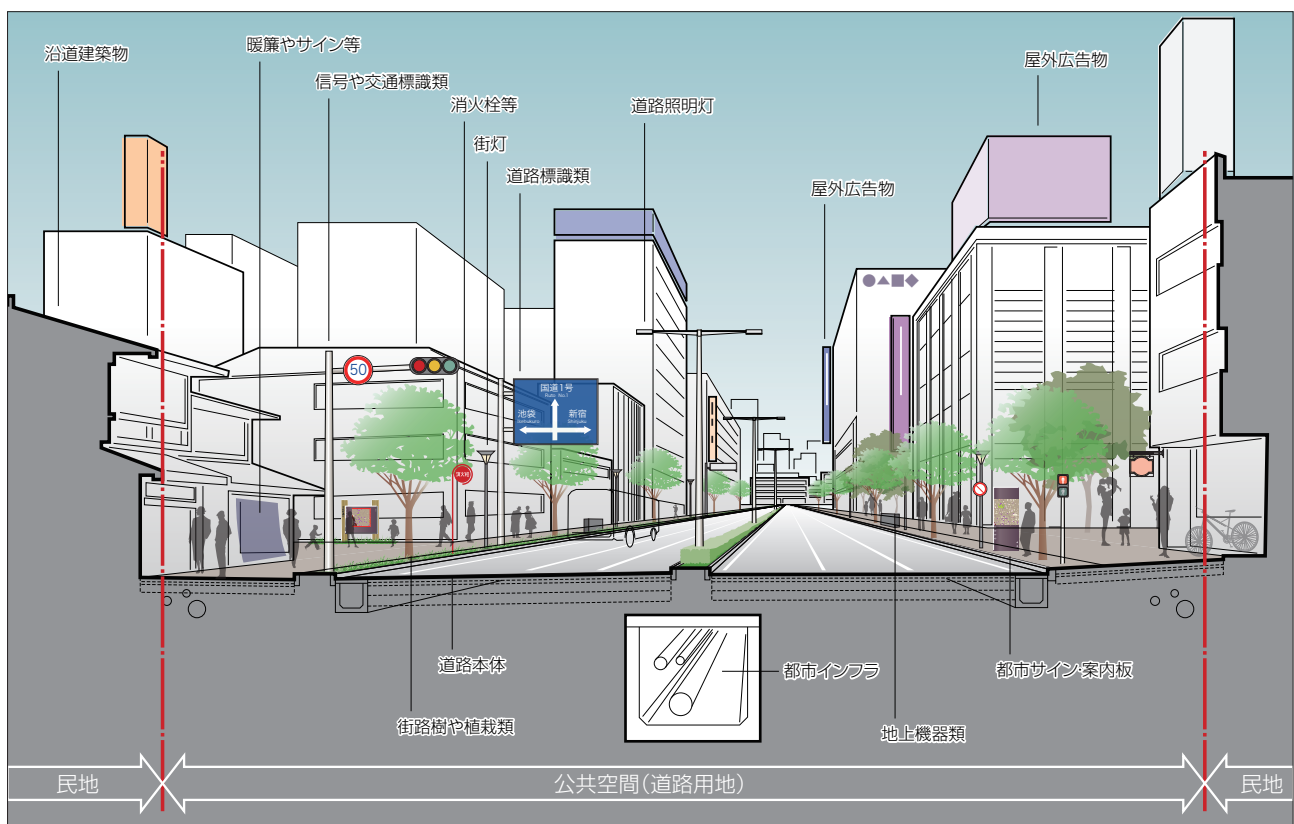 沿道建築物
暖簾やサイン等
信号や交通標識類
消火栓等
街灯
道路標識類
道路照明灯
屋外広告物
屋外広告物
50
国道1号
池袋
新宿
Shinjuku
消火栓
道路本体
街路樹や植栽類
都市インフラ
地上機器類
都市サイン・案内板
民地
公共空間(道路用地)
民地